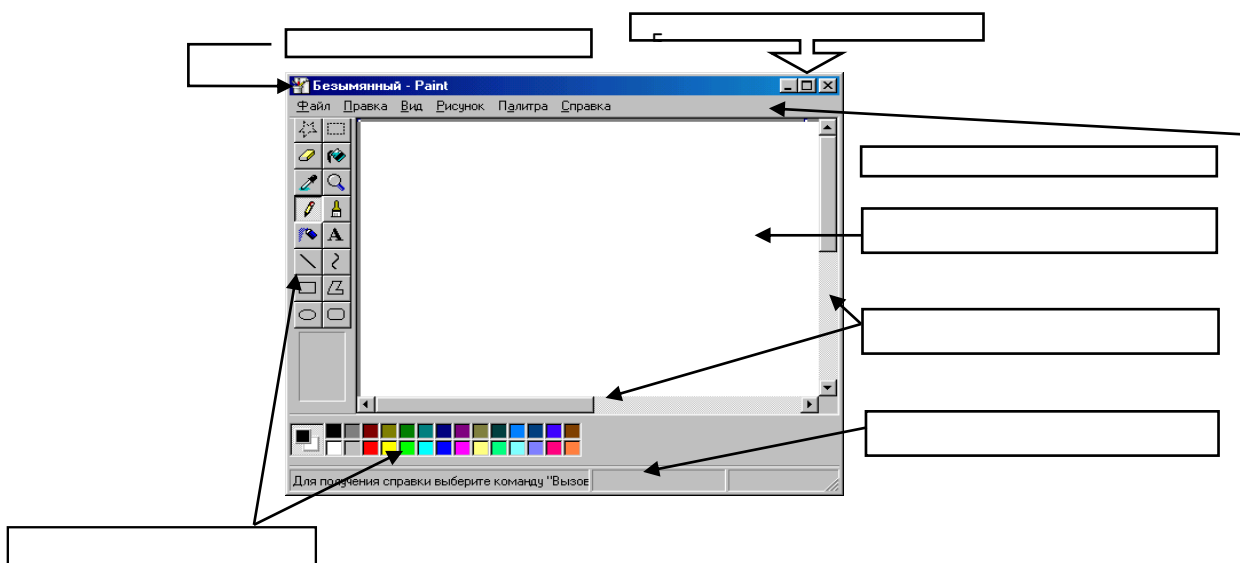 Безымянный - Paint
Файл Правка Вид Рисунок Палитра Справка
A
Для получения справки выберите команду "Вызов